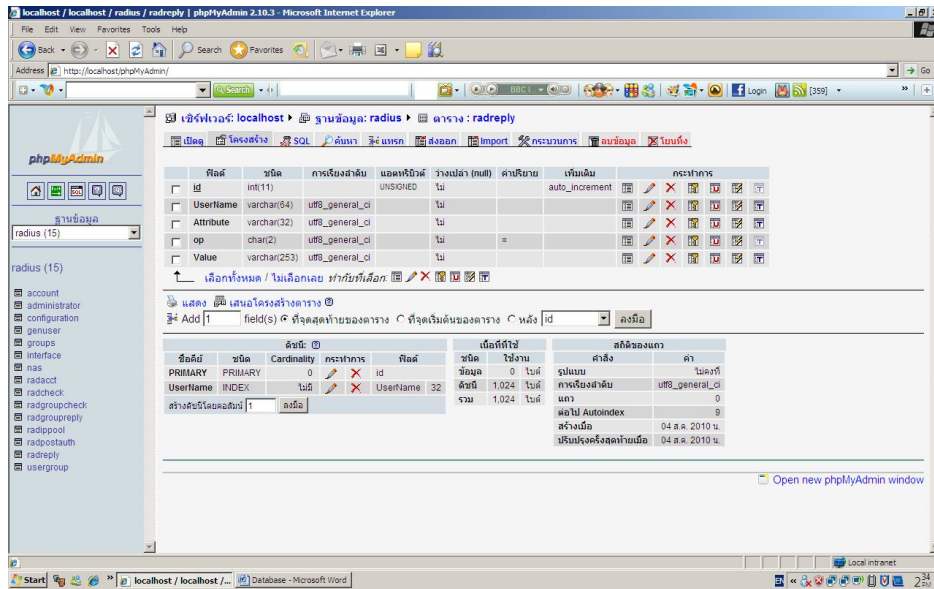 localhost / localhost / radius / radreply | phpMyAdmin 2.10.3 - Microsoft Internet Explorer
File Edit View Favorites Tools Help
Back Search Favorites
Address http://localhost/phpMyAdmin/ Go
Search BBC Login [359]
phpMyAdmin
ฐานข้อมูล
radius (15)
radius (15)
account
administrator
configuration
genuser
groups
interface
nas
radacct
radcheck
radgroupcheck
radgroupreply
radippool
radpostauth
radreply
usergroup
เซิร์ฟเวอร์: localhost ฐานข้อมูล: radius ตาราง : radreply
เปิดดู โครงสร้าง SQL ค้นหา แทรก ส่งออก Import กระบวนการ ลบข้อมูล โยนทิ้ง
ฟิลด์ ชนิด การเรียงลำดับ แอตทริบิวต์ ว่างเปล่า (null) ค่าปริยาย เพิ่มเติม กระทำการ
id int(11) UNSIGNED ไม่ auto_increment
UserName varchar(64) utf8_general_ci ไม่
Attribute varchar(32) utf8_general_ci ไม่
op char(2) utf8_general_ci ไม่ =
Value varchar(253) utf8_general_ci ไม่
เลือกทั้งหมด / ไม่เลือกเลย ทำกับที่เลือก:
แสดง เสนอโครงสร้างตาราง
Add 1 field(s) ที่จุดสุดท้ายของตาราง ที่จุดเริ่มต้นของตาราง หลัง id ลงมือ
ดัชนี:
ชื่อคีย์ ชนิด Cardinality กระทำการ ฟิลด์
PRIMARY PRIMARY 0 id
UserName INDEX ไม่มี UserName 32
สร้างดัชนีโดยคอลัมน์ 1 ลงมือ
เนื้อที่ที่ใช้
ชนิด ใช้งาน
ข้อมูล 0 ไบต์
ดัชนี 1,024 ไบต์
รวม 1,024 ไบต์
สถิติของแถว
คำสั่ง ค่า
รูปแบบ ไม่คงที่
การเรียงลำดับ utf8_general_ci
แถว 0
ต่อไป Autoindex 9
สร้างเมื่อ 04 ส.ค. 2010 น.
ปรับปรุงครั้งสุดท้ายเมื่อ 04 ส.ค. 2010 น.
Open new phpMyAdmin window
Local intranet
Start localhost / localhost /... Database - Microsoft Word EN 2:34 PM